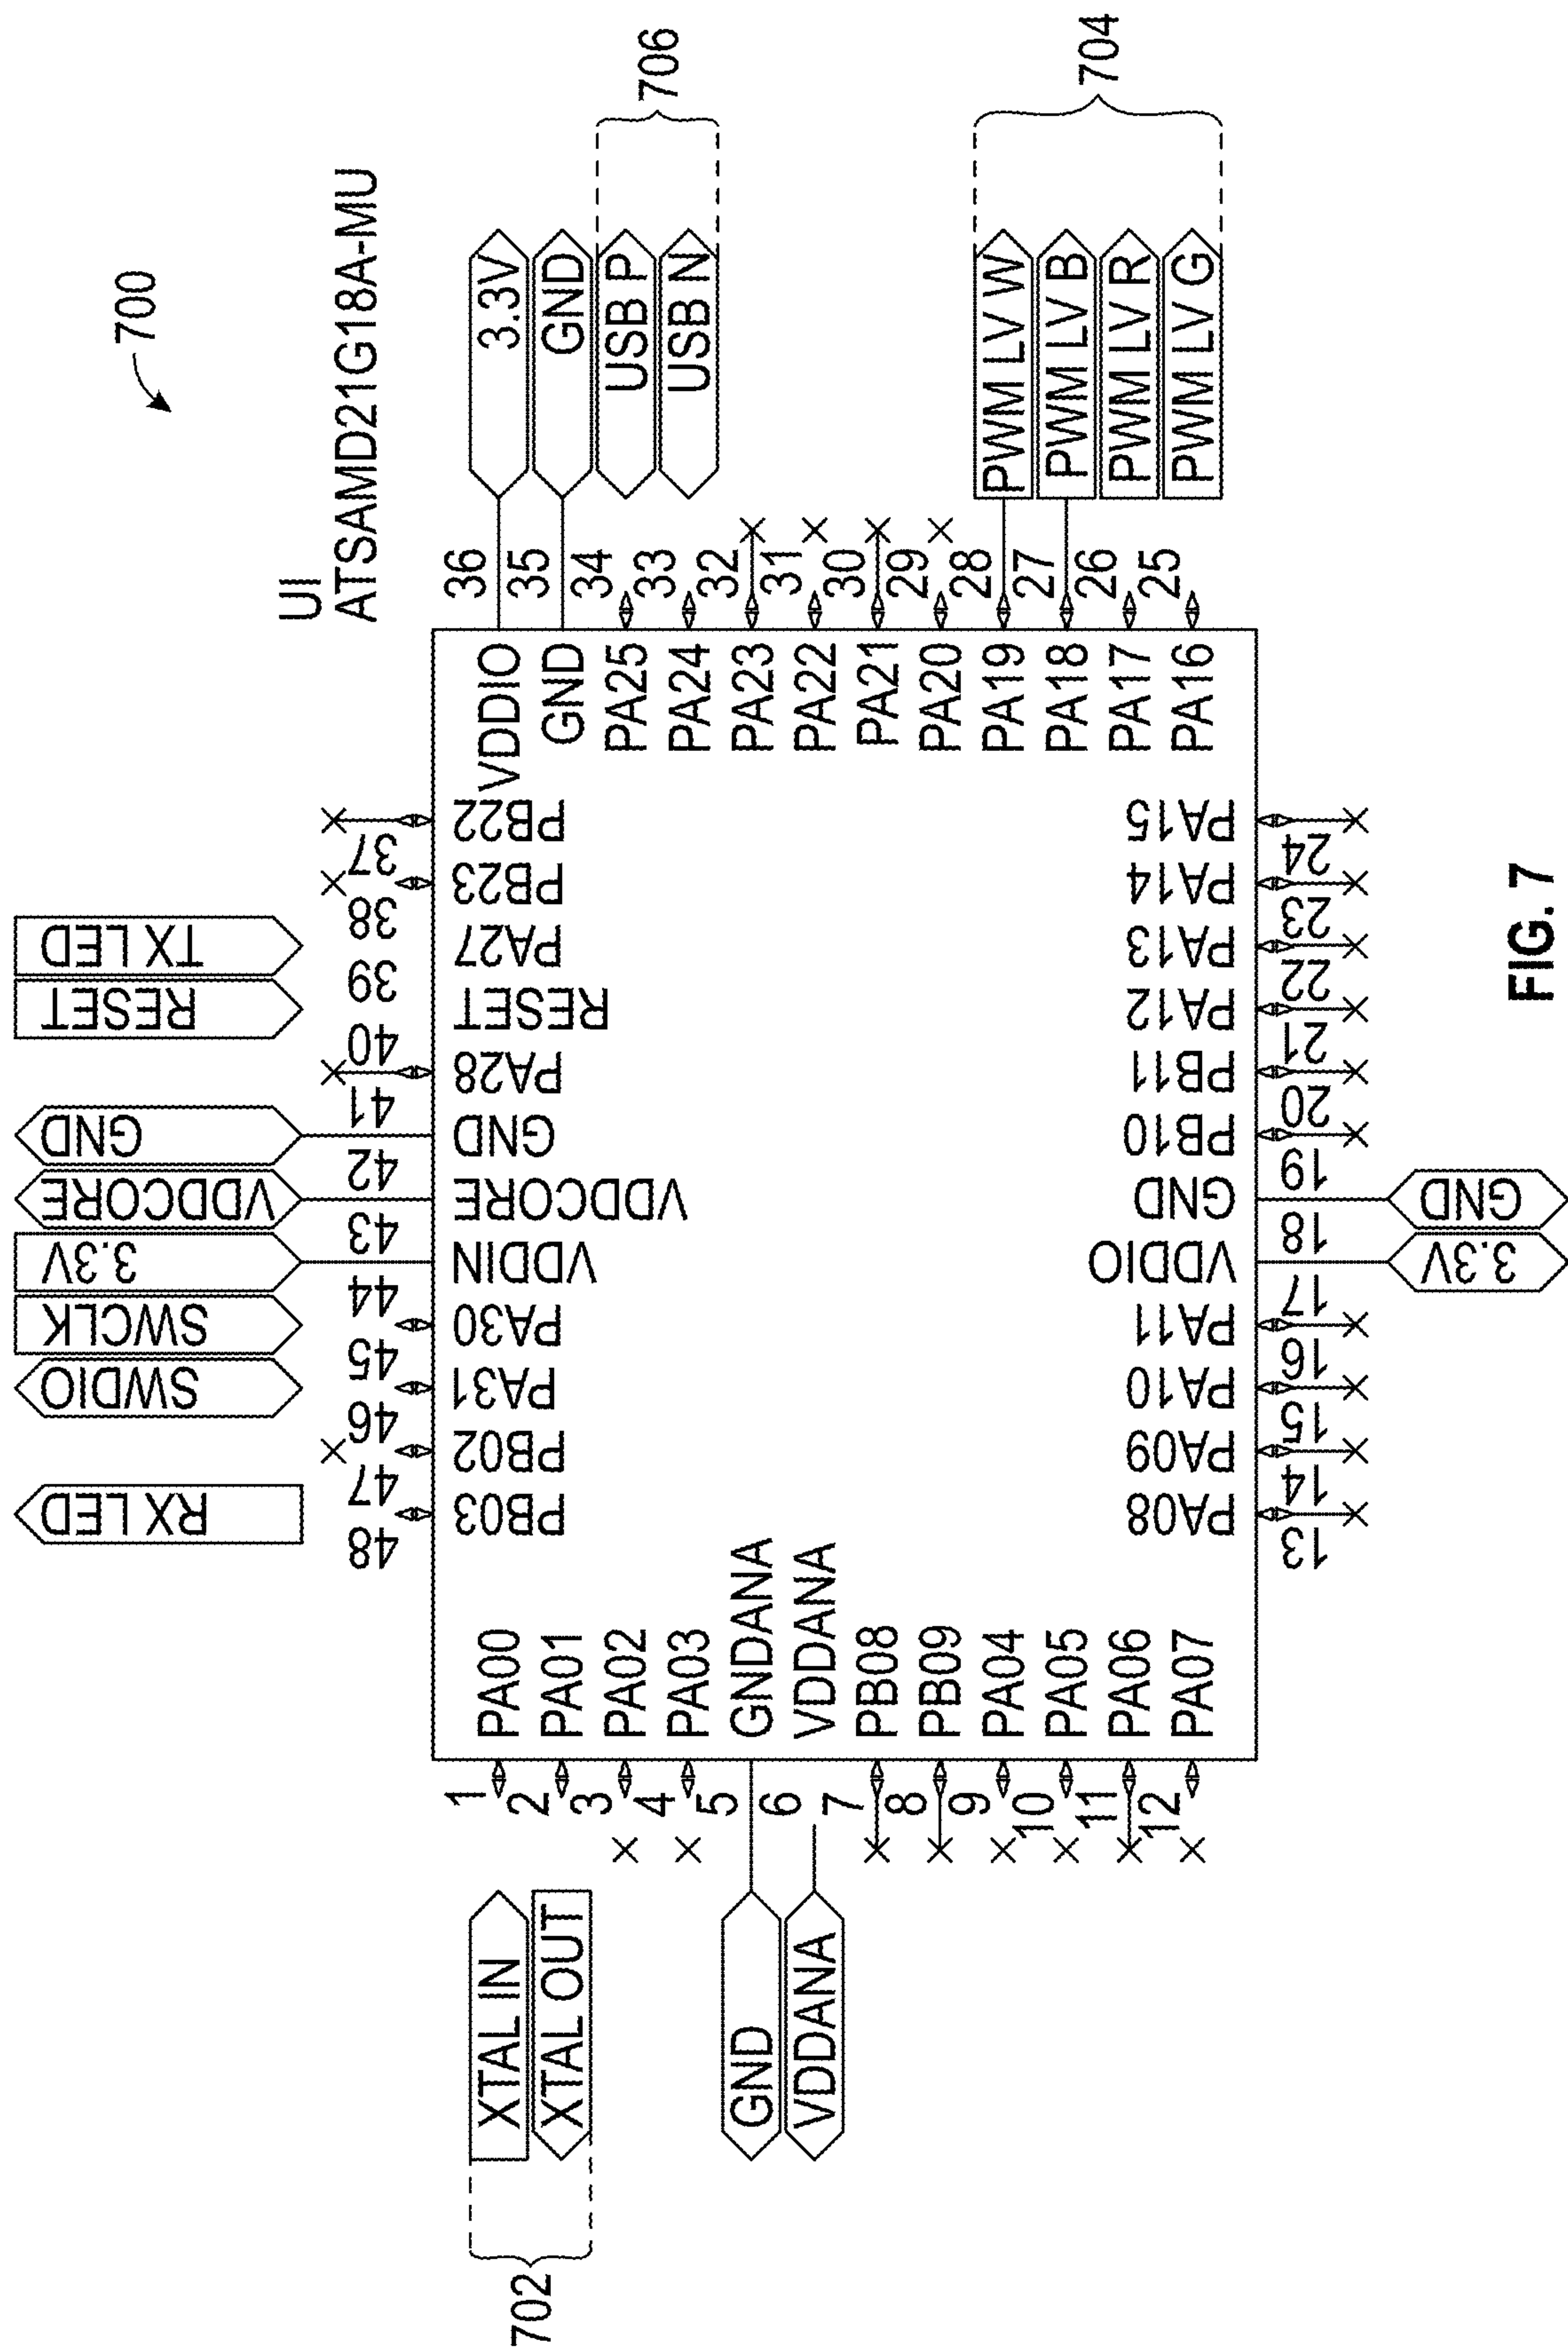 700
UI
ATSAMD21G18A-MU
702
XTAL IN
XTAL OUT
GND
VDDANA
1 PA00
2 PA01
3 PA02
4 PA03
5 GNDANA
6 VDDANA
7 PB08
8 PB09
9 PA04
10 PA05
11 PA06
12 PA07
RX LED
SWDIO
SWCLK
3.3V
VDDCORE
GND
RESET
TX LED
48 PB03
47 PB02
46 PA31
45 PA30
44 VDDIN
43 VDDCORE
42 GND
41 PA28
40 RESET
39 PA27
38 PB23
37 PB22
VDDIO 36
GND 35
PA25 34
PA24 33
PA23 32
PA22 31
PA21 30
PA20 29
PA19 28
PA18 27
PA17 26
PA16 25
3.3V
GND
USB P
USB N
706
PWM LV W
PWM LV B
PWM LV R
PWM LV G
704
PA08 13
PA09 14
PA10 15
PA11 16
VDDIO 17
GND 18
PB10 19
PB11 20
PA12 21
PA13 22
PA14 23
PA15 24
3.3V
GND
FIG. 7